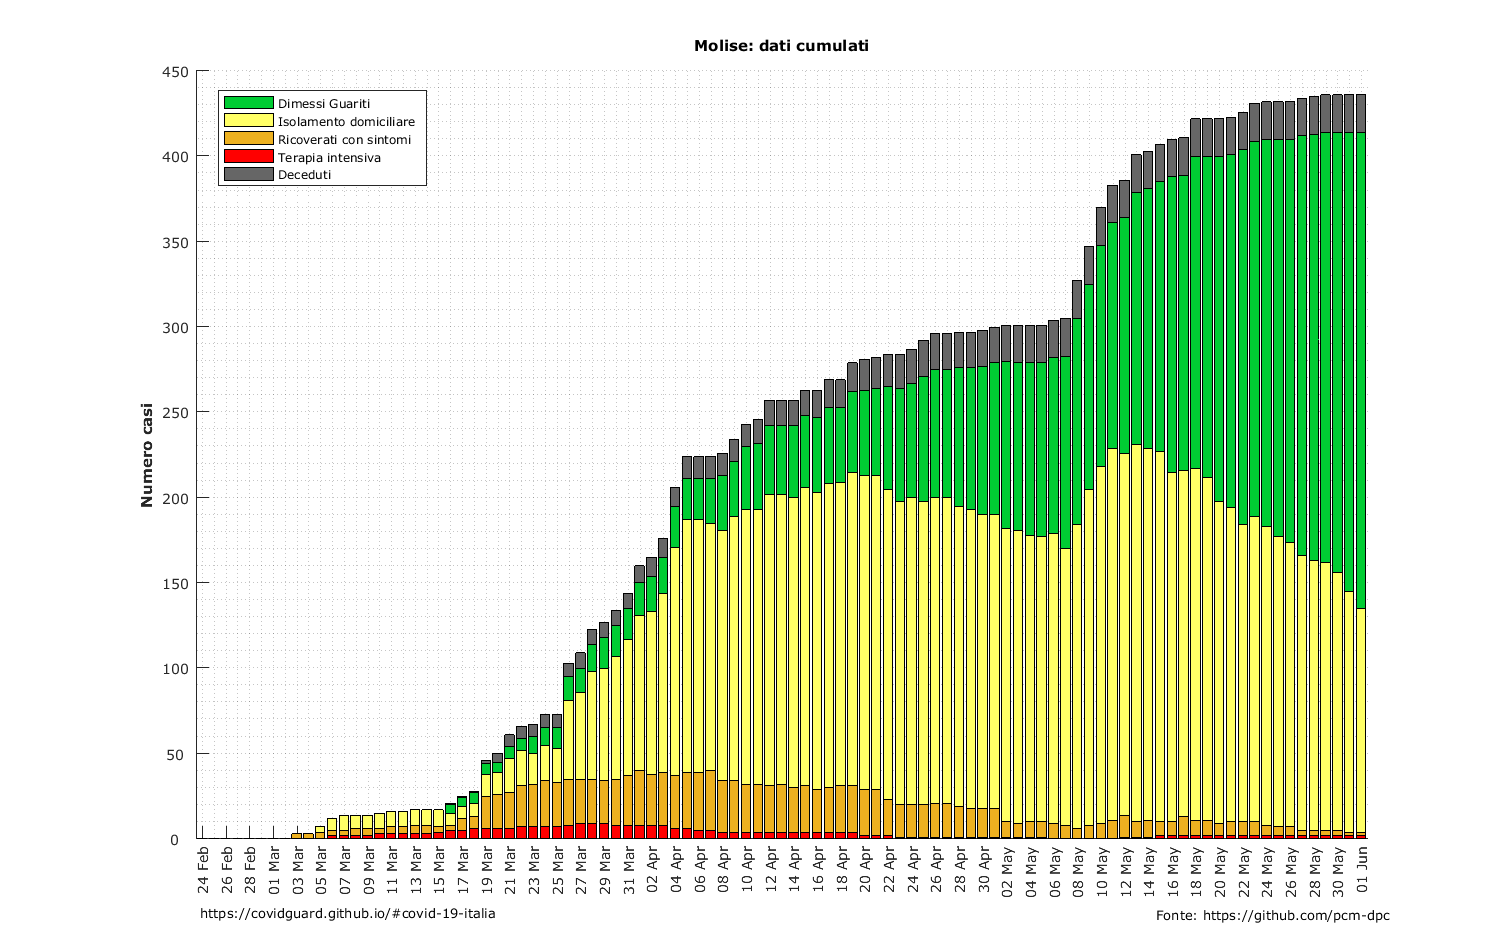 Molise: dati cumulati
450
400
350
300
250
200
150
100
50
0
Numero casi
Dimessi Guariti
Isolamento domiciliare
Ricoverati con sintomi
Terapia intensiva
Deceduti
24 Feb
26 Feb
28 Feb
01 Mar
03 Mar
05 Mar
07 Mar
09 Mar
11 Mar
13 Mar
15 Mar
17 Mar
19 Mar
21 Mar
23 Mar
25 Mar
27 Mar
29 Mar
31 Mar
02 Apr
04 Apr
06 Apr
08 Apr
10 Apr
12 Apr
14 Apr
16 Apr
18 Apr
20 Apr
22 Apr
24 Apr
26 Apr
28 Apr
30 Apr
02 May
04 May
06 May
08 May
10 May
12 May
14 May
16 May
18 May
20 May
22 May
24 May
26 May
28 May
30 May
01 Jun
https://covidguard.github.io/#covid-19-italia
Fonte: https://github.com/pcm-dpc